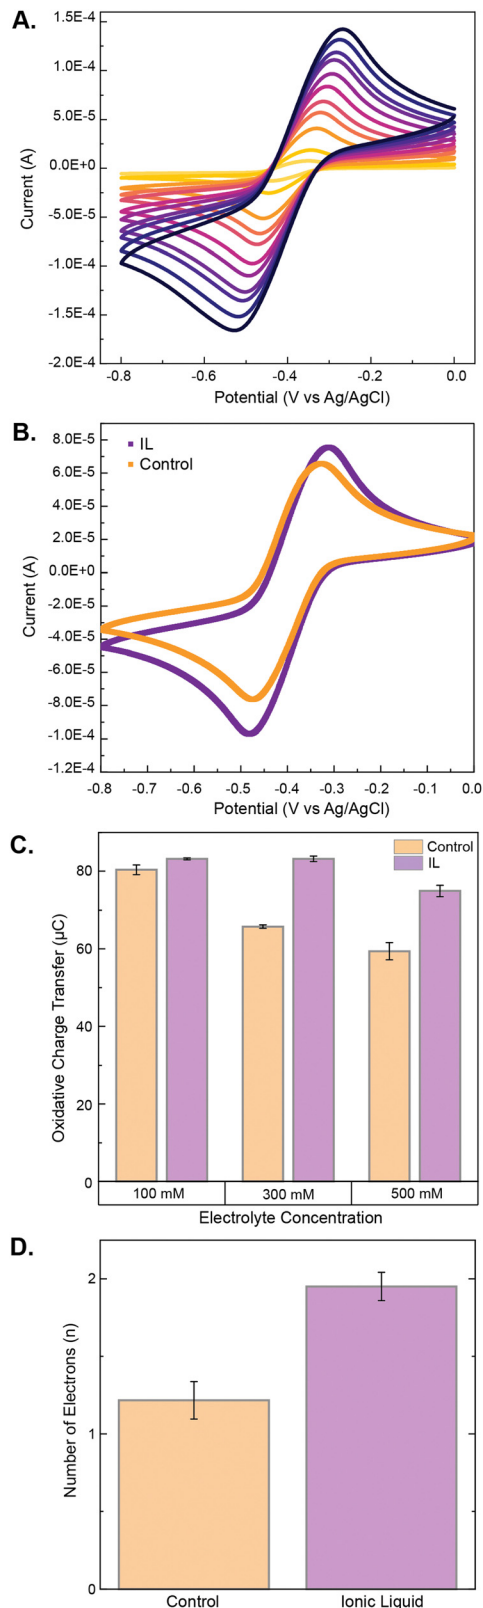 A.
1.5E-4
1.0E-4
5.0E-5
0.0E+0
-5.0E-5
-1.0E-4
-1.5E-4
-2.0E-4
Current (A)
-0.8 -0.6 -0.4 -0.2 0.0
Potential (V vs Ag/AgCl)
B.
IL
Control
8.0E-5
6.0E-5
4.0E-5
2.0E-5
0.0E+0
-2.0E-5
-4.0E-5
-6.0E-5
-8.0E-5
-1.0E-4
-1.2E-4
Current (A)
-0.8 -0.7 -0.6 -0.5 -0.4 -0.3 -0.2 -0.1 0.0
Potential (V vs Ag/AgCl)
C.
Control
IL
80
60
40
20
0
Oxidative Charge Transfer (μC)
100 mM 300 mM 500 mM
Electrolyte Concentration
D.
2
1
0
Number of Electrons (n)
Control Ionic Liquid